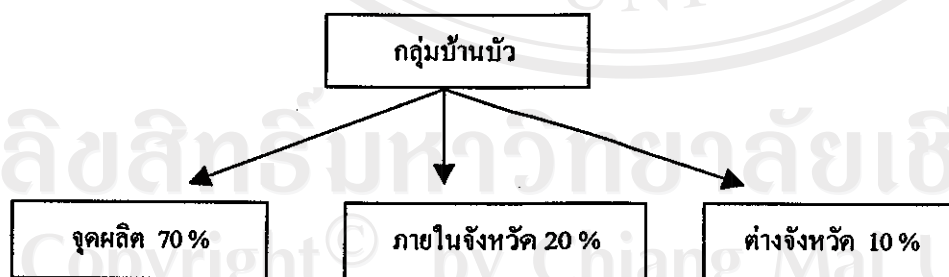 UNI
กลุ่มบ้านบัว
ลิขสิทธิ์มหาวิทยาลัยเชี
จุดผลิต 70 %
ภายในจังหวัด 20 %
ต่างจังหวัด 10 %
Copyright© by Chiang Mai U